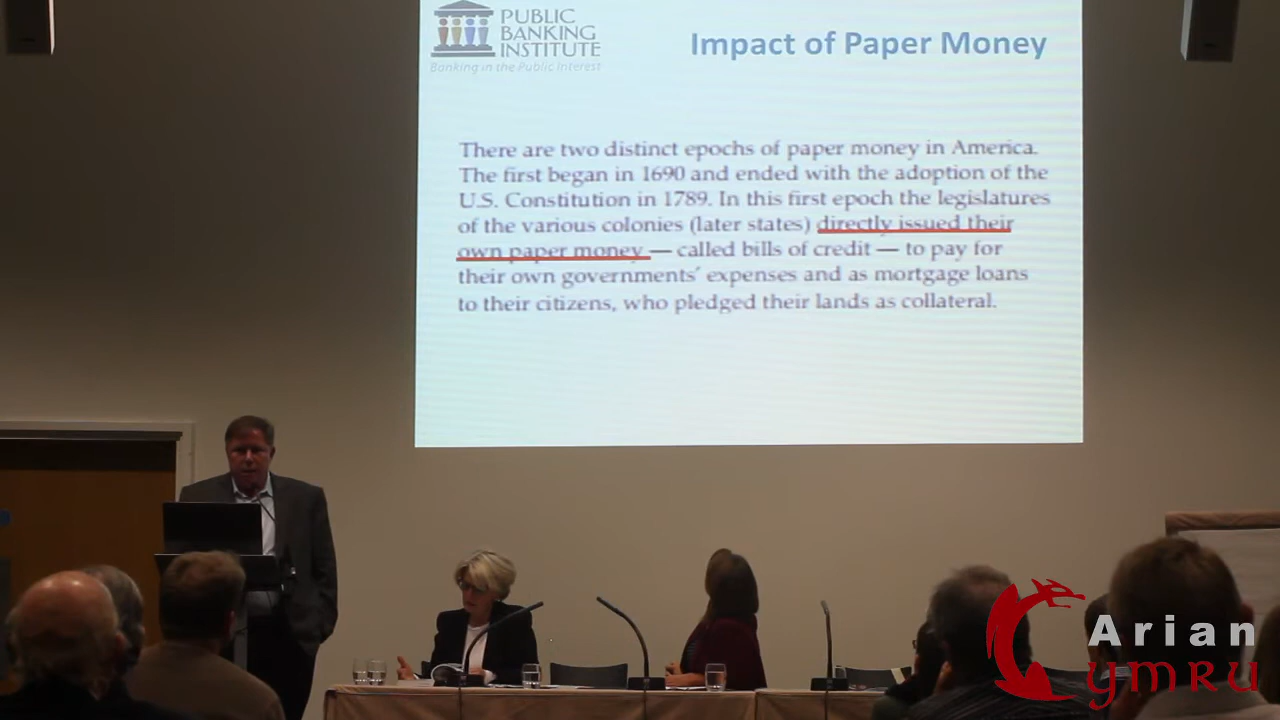 PUBLIC
BANKING
INSTITUTE
Banking in the Public Interest
Impact of Paper Money
There are two distinct epochs of paper money in America.
The first began in 1690 and ended with the adoption of the
U.S. Constitution in 1789. In this first epoch the legislatures
of the various colonies (later states) directly issued their
own paper money — called bills of credit — to pay for
their own governments' expenses and as mortgage loans
to their citizens, who pledged their lands as collateral.
Arian
Cymru